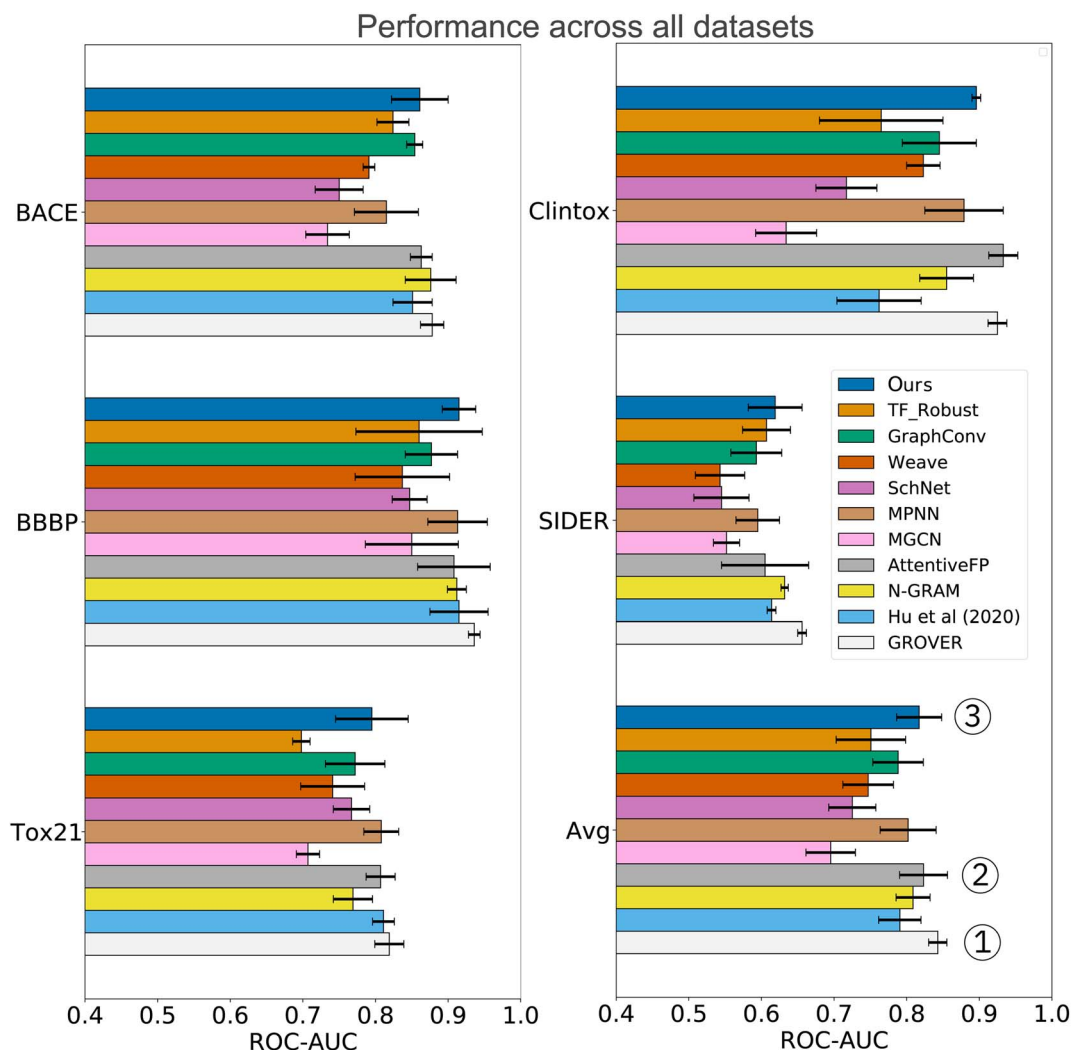 Performance across all datasets
BACE
BBBP
Tox21
0.4 0.5 0.6 0.7 0.8 0.9 1.0
ROC-AUC
Clintox
SIDER
Ours
TF_Robust
GraphConv
Weave
SchNet
MPNN
MGCN
AttentiveFP
N-GRAM
Hu et al (2020)
GROVER
Avg
③
②
①
0.4 0.5 0.6 0.7 0.8 0.9 1.0
ROC-AUC